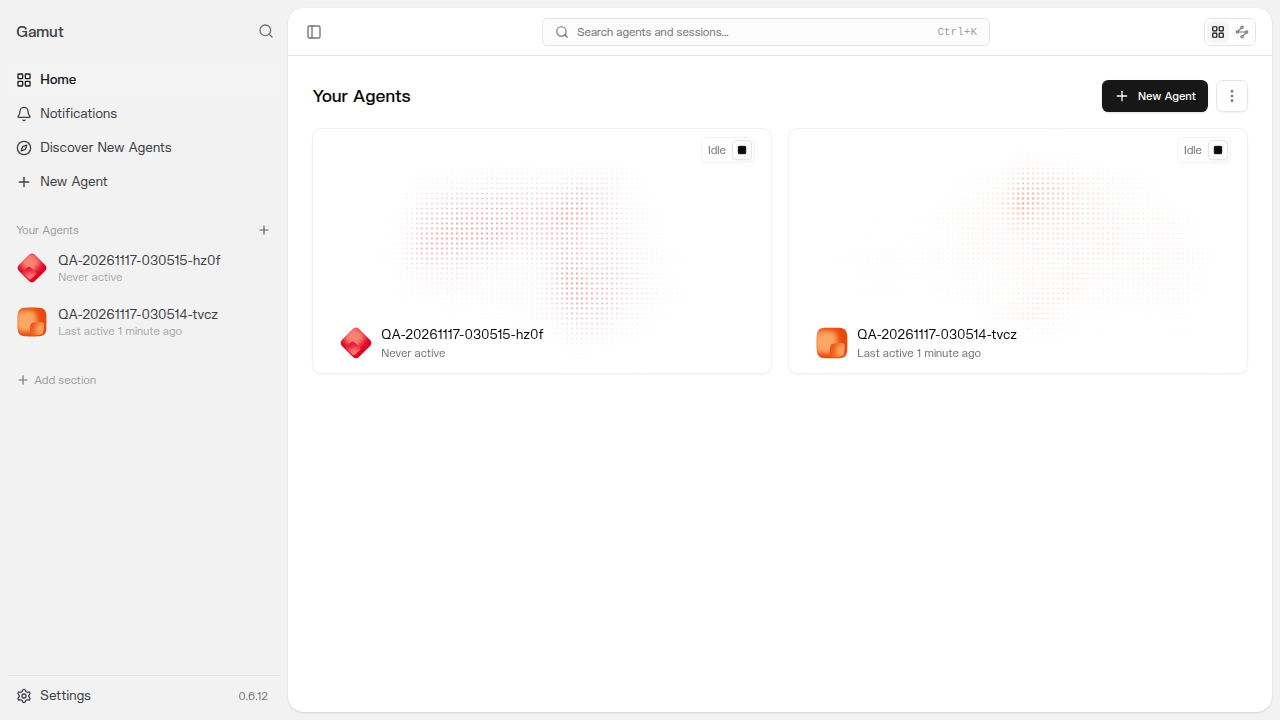 Gamut
Home
Notifications
Discover New Agents
New Agent
Your Agents
QA-20261117-030515-hz0f
Never active
QA-20261117-030514-tvcz
Last active 1 minute ago
Add section
Settings
0.6.12
Search agents and sessions...
Ctrl+K
Your Agents
New Agent
Idle
QA-20261117-030515-hz0f
Never active
Idle
QA-20261117-030514-tvcz
Last active 1 minute ago